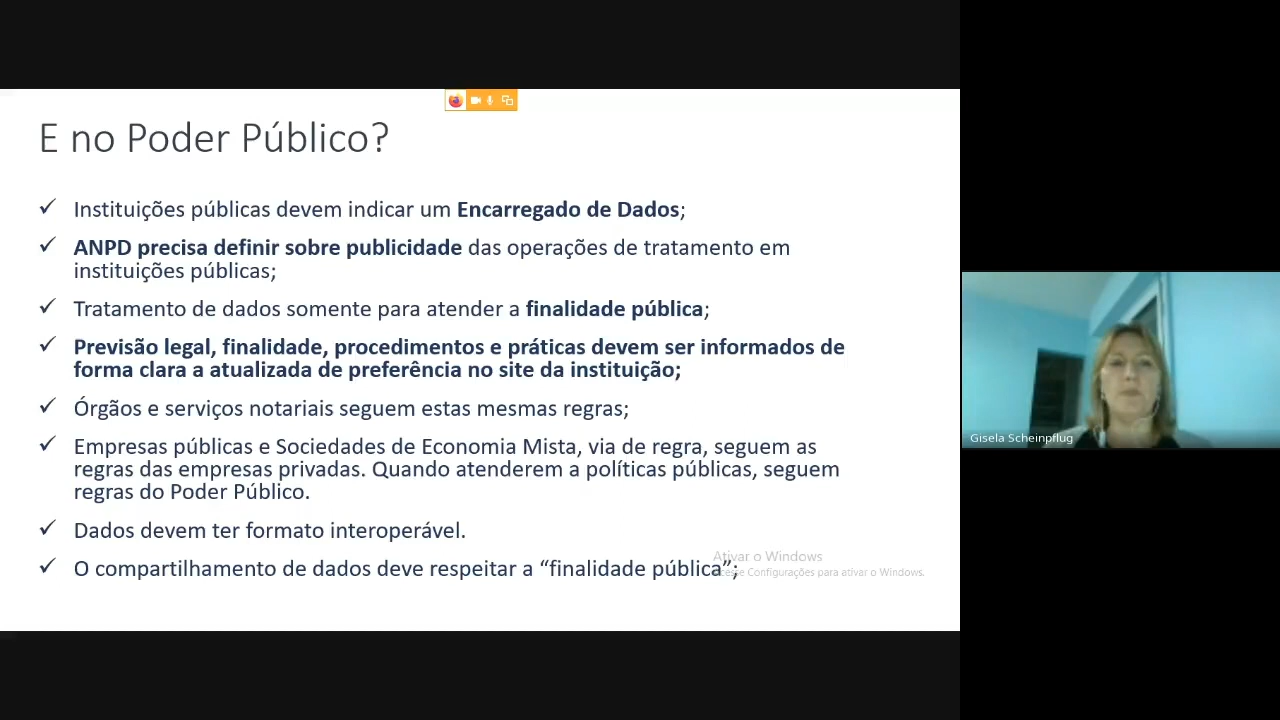 E no Poder Público?
✓ Instituições públicas devem indicar um Encarregado de Dados;
✓ ANPD precisa definir sobre publicidade das operações de tratamento em
instituições públicas;
✓ Tratamento de dados somente para atender a finalidade pública;
✓ Previsão legal, finalidade, procedimentos e práticas devem ser informados de
forma clara a atualizada de preferência no site da instituição;
✓ Órgãos e serviços notariais seguem estas mesmas regras;
✓ Empresas públicas e Sociedades de Economia Mista, via de regra, seguem as
regras das empresas privadas. Quando atenderem a políticas públicas, seguem
regras do Poder Público.
✓ Dados devem ter formato interoperável.
✓ O compartilhamento de dados deve respeitar a “finalidade pública”;
Ativar o Windows
Acesse Configurações para ativar o Windows.
Gisela Scheinpflug